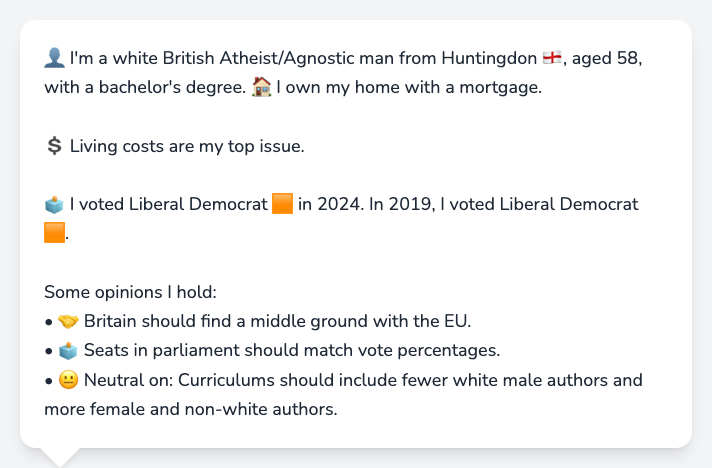 👤 I'm a white British Atheist/Agnostic man from Huntingdon 🏴󠁧󠁢󠁥󠁮󠁧󠁿, aged 58,
with a bachelor's degree. 🏠 I own my home with a mortgage.
💲 Living costs are my top issue.
🗳️ I voted Liberal Democrat 🟧 in 2024. In 2019, I voted Liberal Democrat
🟧.
Some opinions I hold:
• 🤝 Britain should find a middle ground with the EU.
• 🗳️ Seats in parliament should match vote percentages.
• 😐 Neutral on: Curriculums should include fewer white male authors and
more female and non-white authors.